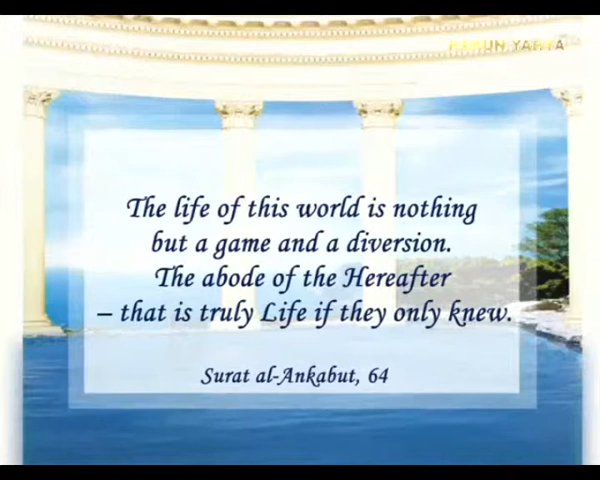 HARUN YAHYA
The life of this world is nothing
but a game and a diversion.
The abode of the Hereafter
– that is truly Life if they only knew.
Surat al-Ankabut, 64